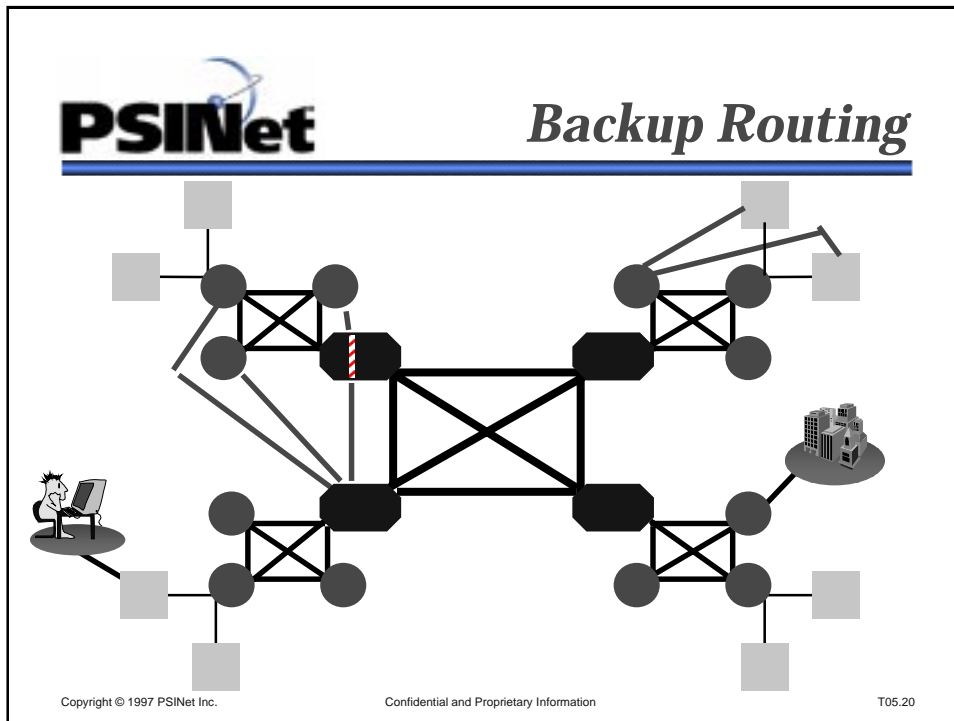 PSINet
Backup Routing
Copyright © 1997 PSINet Inc.
Confidential and Proprietary Information
T05.20